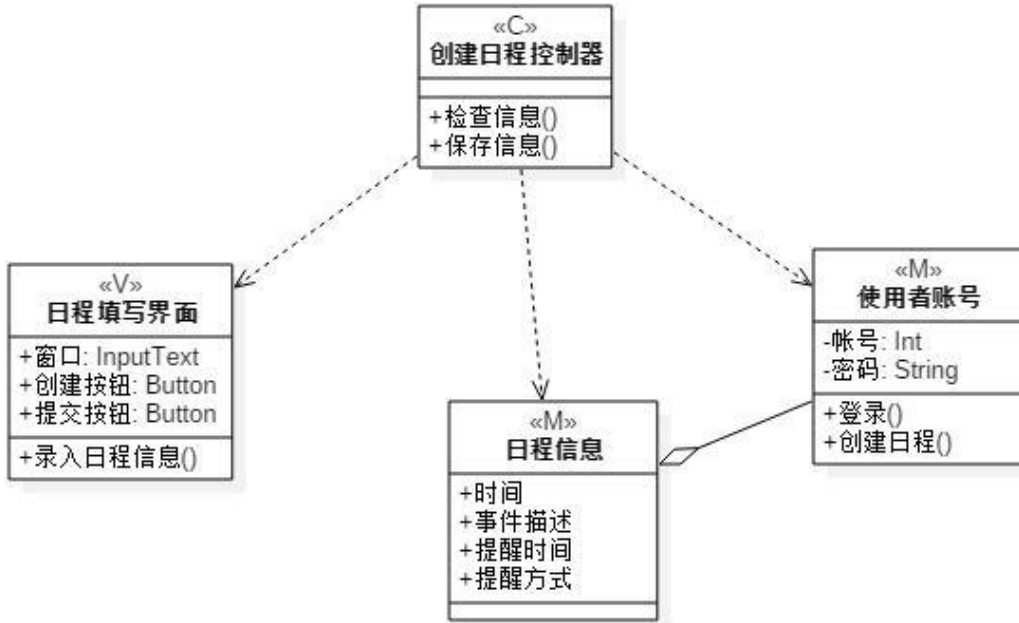 «C»
创建日程控制器
+检查信息()
+保存信息()
«V»
日程填写界面
+窗口: InputText
+创建按钮: Button
+提交按钮: Button
+录入日程信息()
«M»
日程信息
+时间
+事件描述
+提醒时间
+提醒方式
«M»
使用者账号
-帐号: Int
-密码: String
+登录()
+创建日程()